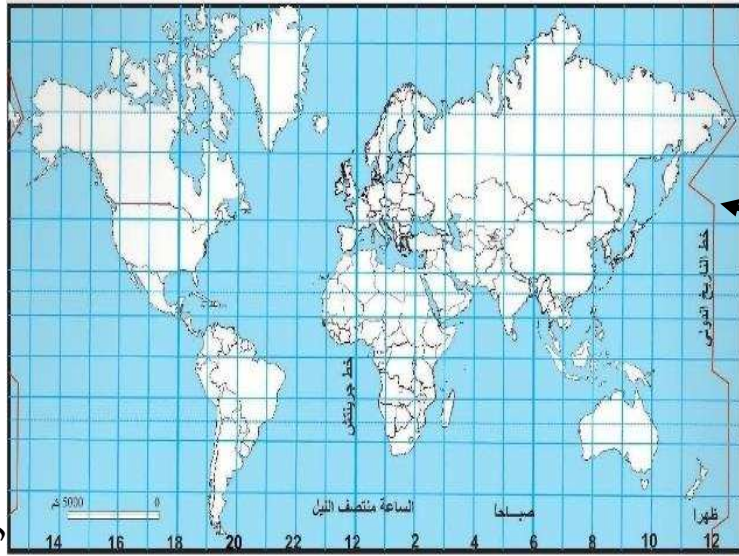 خط التاريخ الدولي
خط جرينتش
الساعة منتصف الليل
صباحا
ظهرا
5000 كم 0
14 16 18 20 22 12 2 4 6 8 10 12